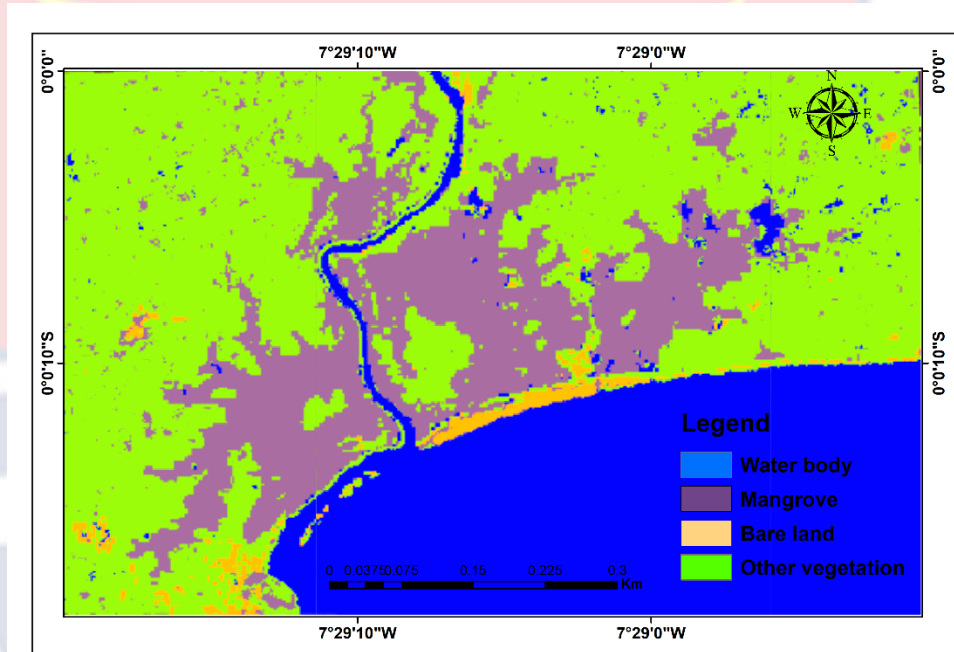 7°29'10"W 7°29'0"W
0°0'0" 0°0'0"
N
W E
S
0°0'10"S 0°0'10"S
Legend
Water body
Mangrove
Bare land
Other vegetation
0 0.0375 0.075 0.15 0.225 0.3
Km
7°29'10"W 7°29'0"W